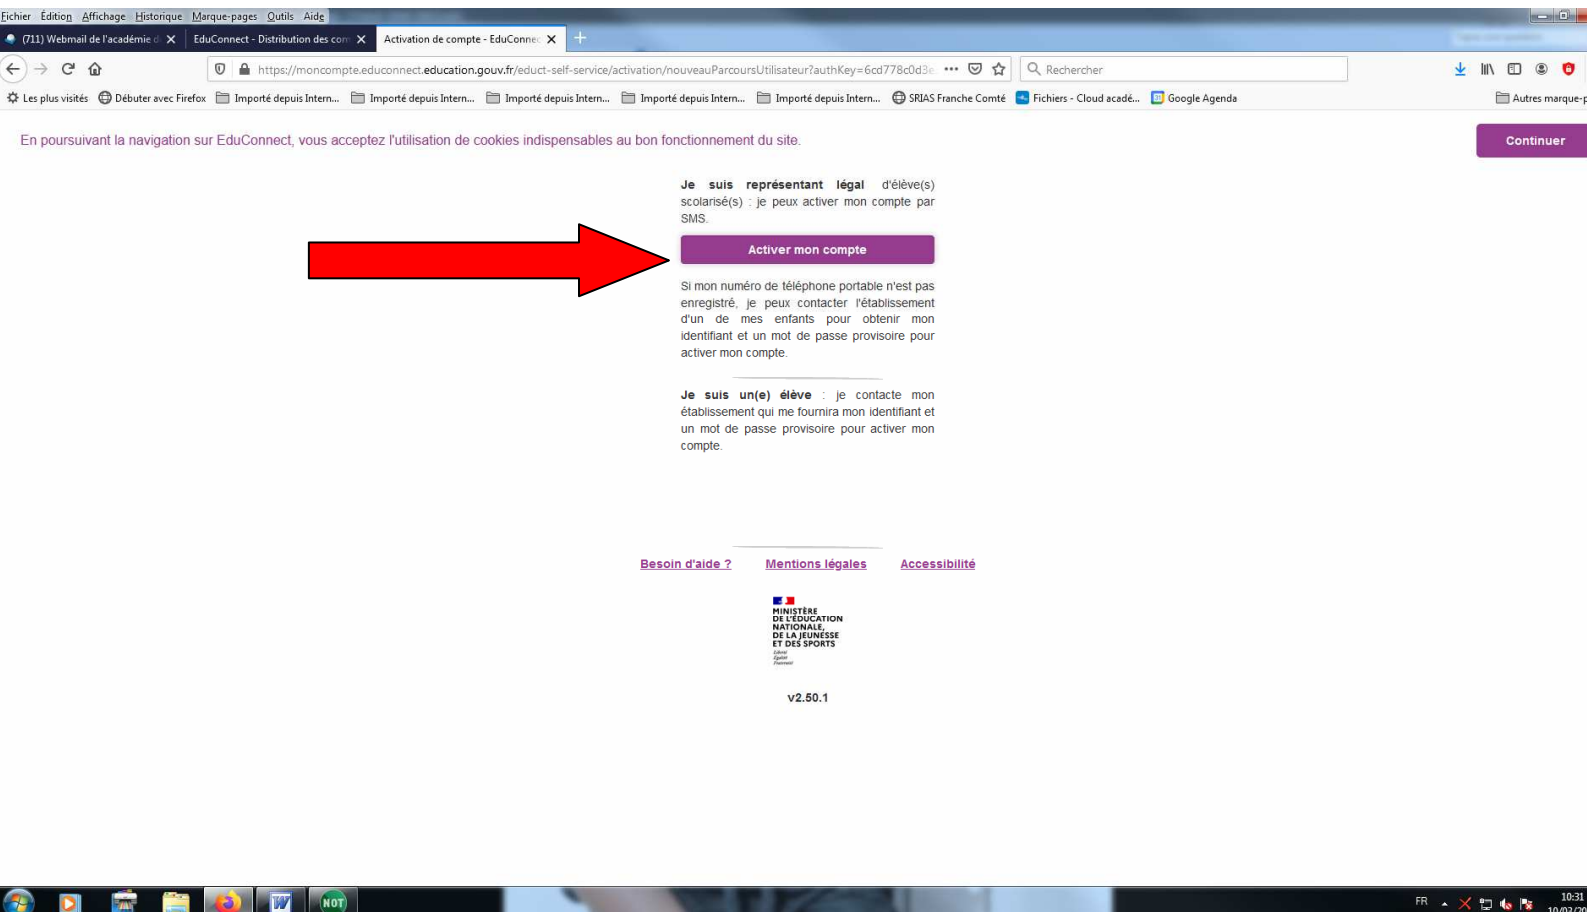 Fichier Édition Affichage Historique Marque-pages Outils Aide
(711) Webmail de l'académie d
EduConnect - Distribution des com
Activation de compte - EduConnec
https://moncompte.educonnect.education.gouv.fr/educt-self-service/activation/nouveauParcoursUtilisateur?authKey=6cd778c0d3e
Rechercher
Les plus visités Débuter avec Firefox Importé depuis Intern... Importé depuis Intern... Importé depuis Intern... Importé depuis Intern... Importé depuis Intern... SRIAS Franche Comté Fichiers - Cloud acadé... Google Agenda Autres marque-p
En poursuivant la navigation sur EduConnect, vous acceptez l'utilisation de cookies indispensables au bon fonctionnement du site.
Continuer
Je suis représentant légal d'élève(s)
scolarisé(s) : je peux activer mon compte par
SMS.
Activer mon compte
Si mon numéro de téléphone portable n'est pas
enregistré, je peux contacter l'établissement
d'un de mes enfants pour obtenir mon
identifiant et un mot de passe provisoire pour
activer mon compte.
Je suis un(e) élève : je contacte mon
établissement qui me fournira mon identifiant et
un mot de passe provisoire pour activer mon
compte.
Besoin d'aide ? Mentions légales Accessibilité
MINISTÈRE
DE L'ÉDUCATION
NATIONALE,
DE LA JEUNESSE
ET DES SPORTS
Liberté
Égalité
Fraternité
v2.50.1
NOT
FR
10:31
10/03/20